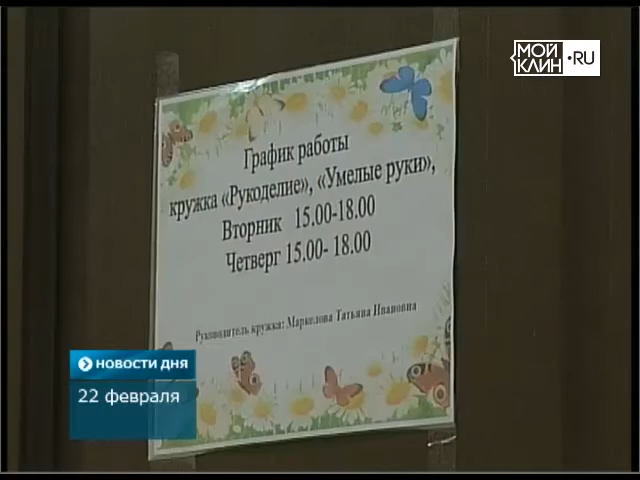 МОЙ
КЛИН .RU
График работы
кружка «Рукоделие», «Умелые руки»,
Вторник 15.00-18.00
Четверг 15.00- 18.00
Руководитель кружка: Маркелова Татьяна Ивановна
НОВОСТИ ДНЯ
22 февраля